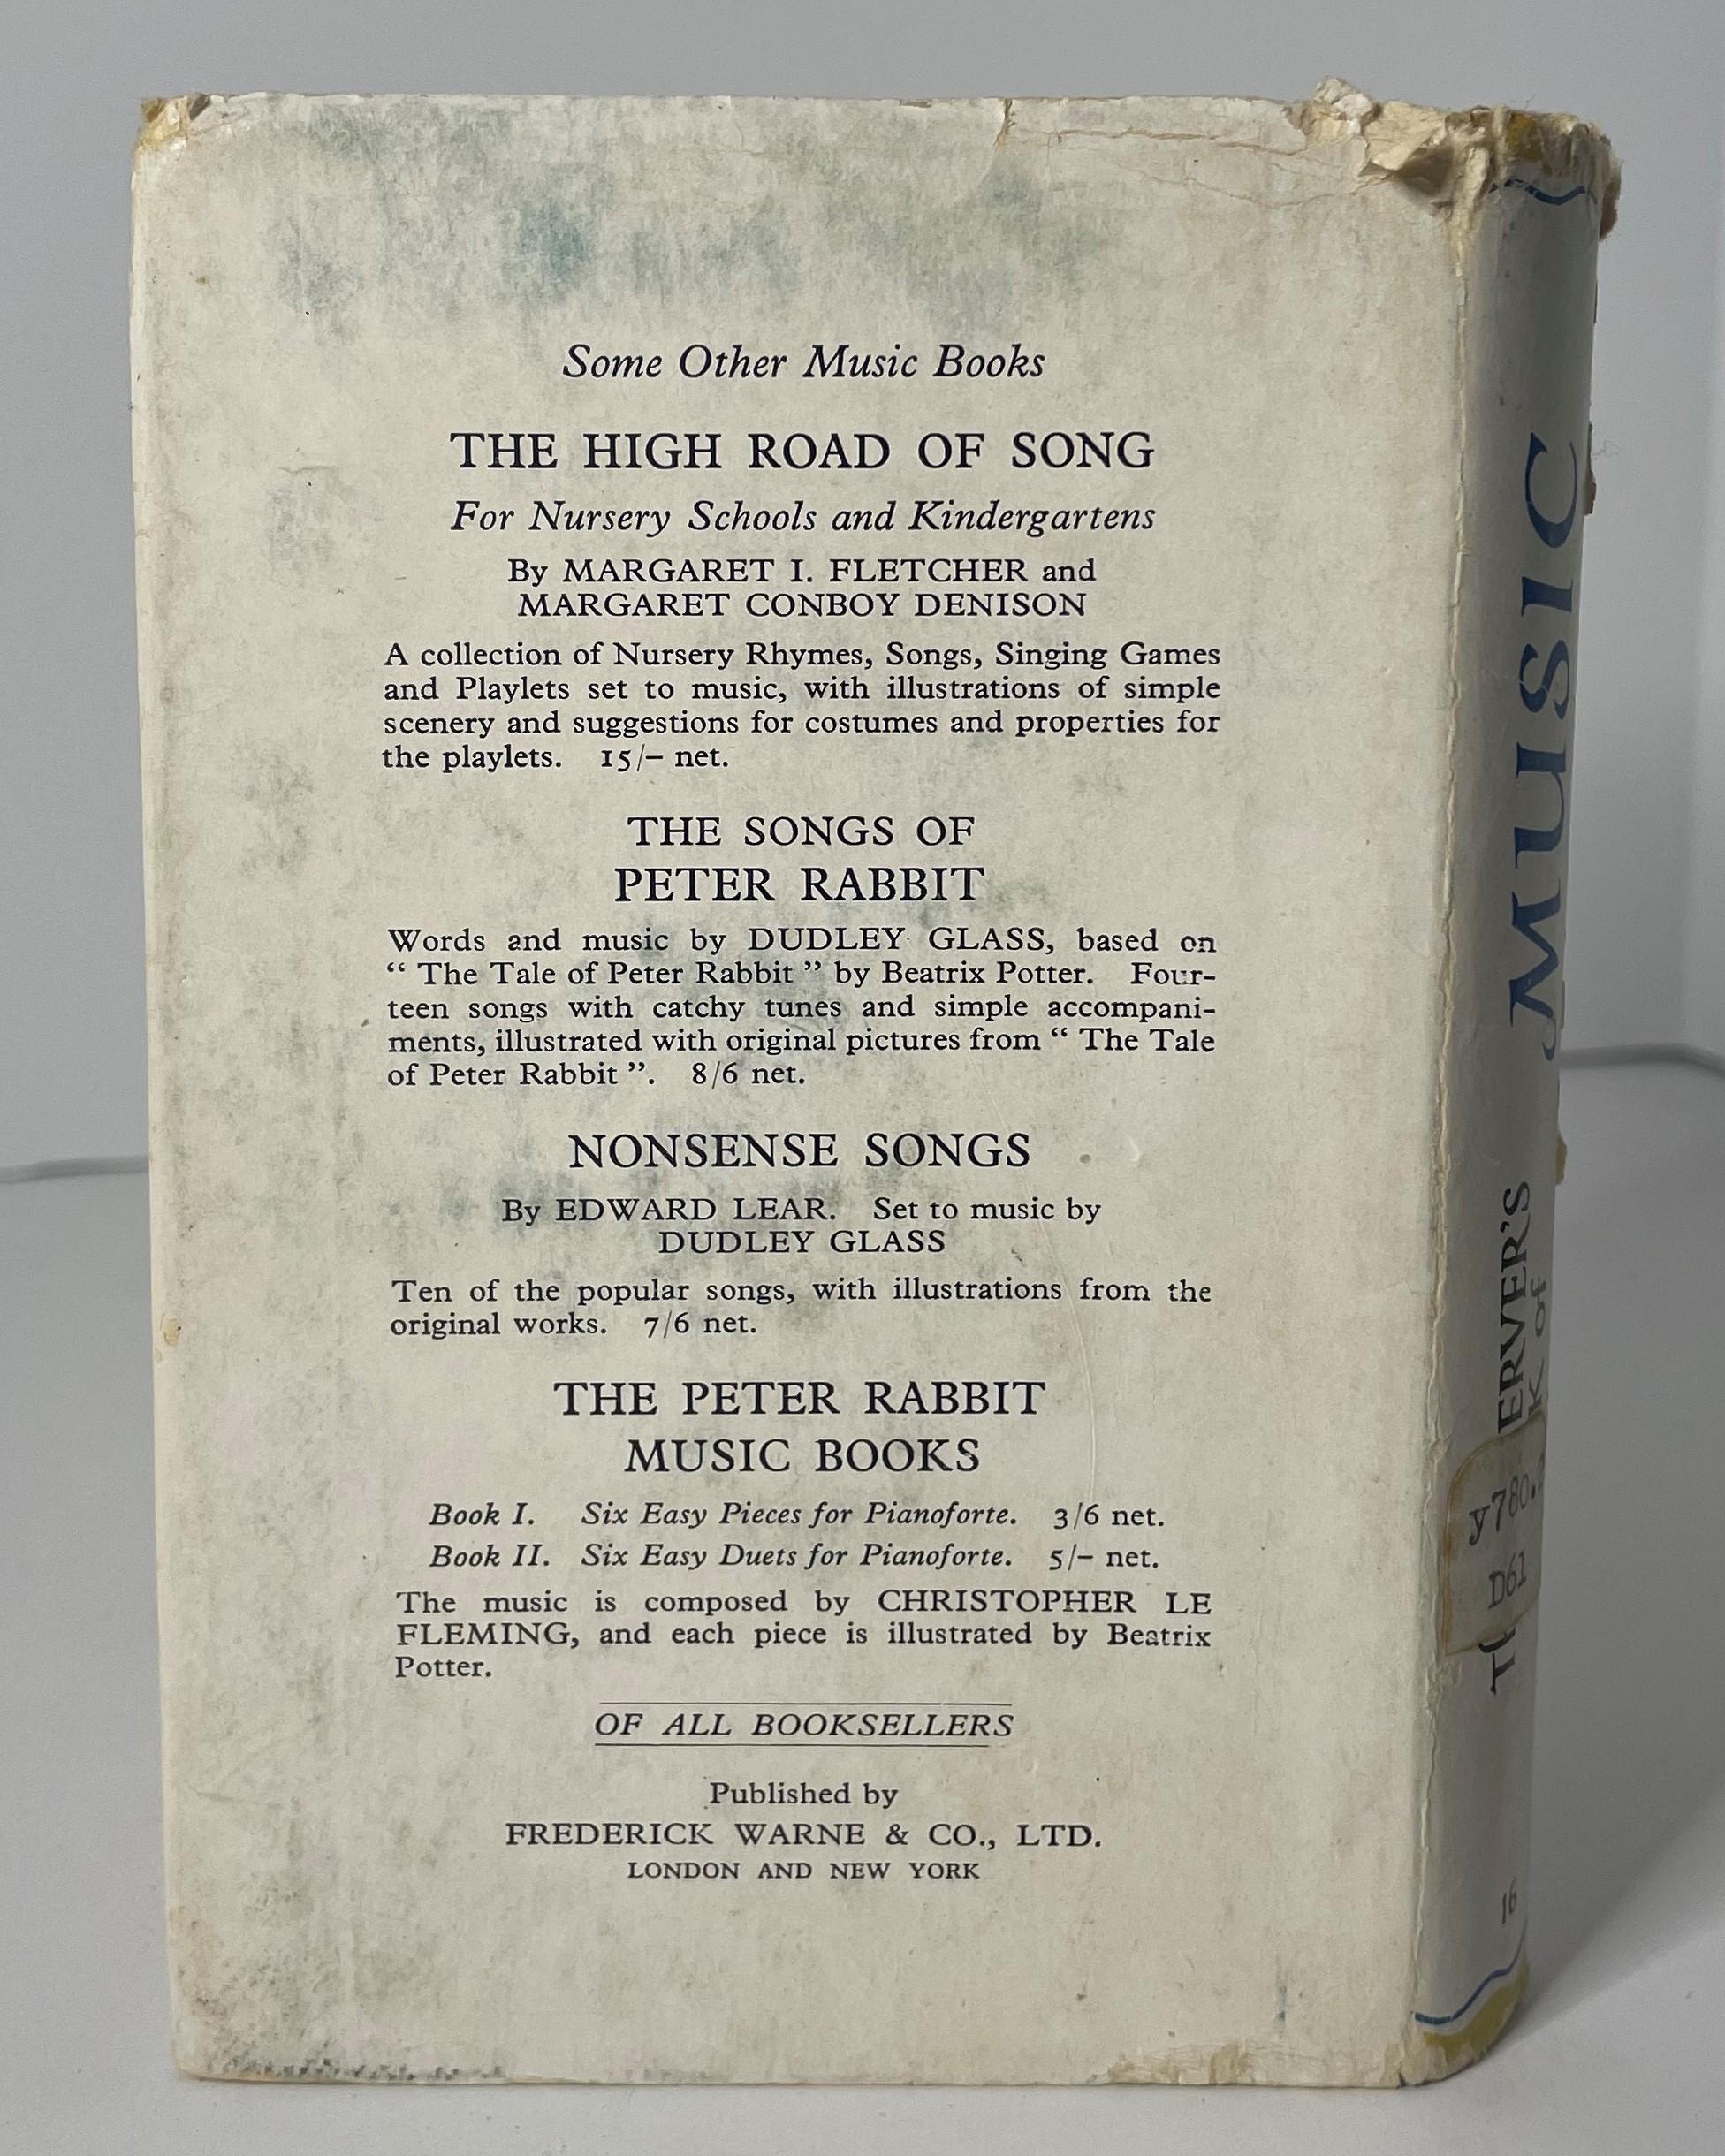 Some Other Music Books
THE HIGH ROAD OF SONG
For Nursery Schools and Kindergartens
By MARGARET I. FLETCHER and
MARGARET CONBOY DENISON
A collection of Nursery Rhymes, Songs, Singing Games
and Playlets set to music, with illustrations of simple
scenery and suggestions for costumes and properties for
the playlets. 15/– net.
THE SONGS OF
PETER RABBIT
Words and music by DUDLEY GLASS, based on
“ The Tale of Peter Rabbit ” by Beatrix Potter. Four-
teen songs with catchy tunes and simple accompani-
ments, illustrated with original pictures from “ The Tale
of Peter Rabbit ”. 8/6 net.
NONSENSE SONGS
By EDWARD LEAR. Set to music by
DUDLEY GLASS
Ten of the popular songs, with illustrations from the
original works. 7/6 net.
THE PETER RABBIT
MUSIC BOOKS
Book I. Six Easy Pieces for Pianoforte. 3/6 net.
Book II. Six Easy Duets for Pianoforte. 5/– net.
The music is composed by CHRISTOPHER LE
FLEMING, and each piece is illustrated by Beatrix
Potter.
OF ALL BOOKSELLERS
Published by
FREDERICK WARNE & CO., LTD.
LONDON AND NEW YORK
MUSIC
ERVER'S
K of
y780.
D61
16